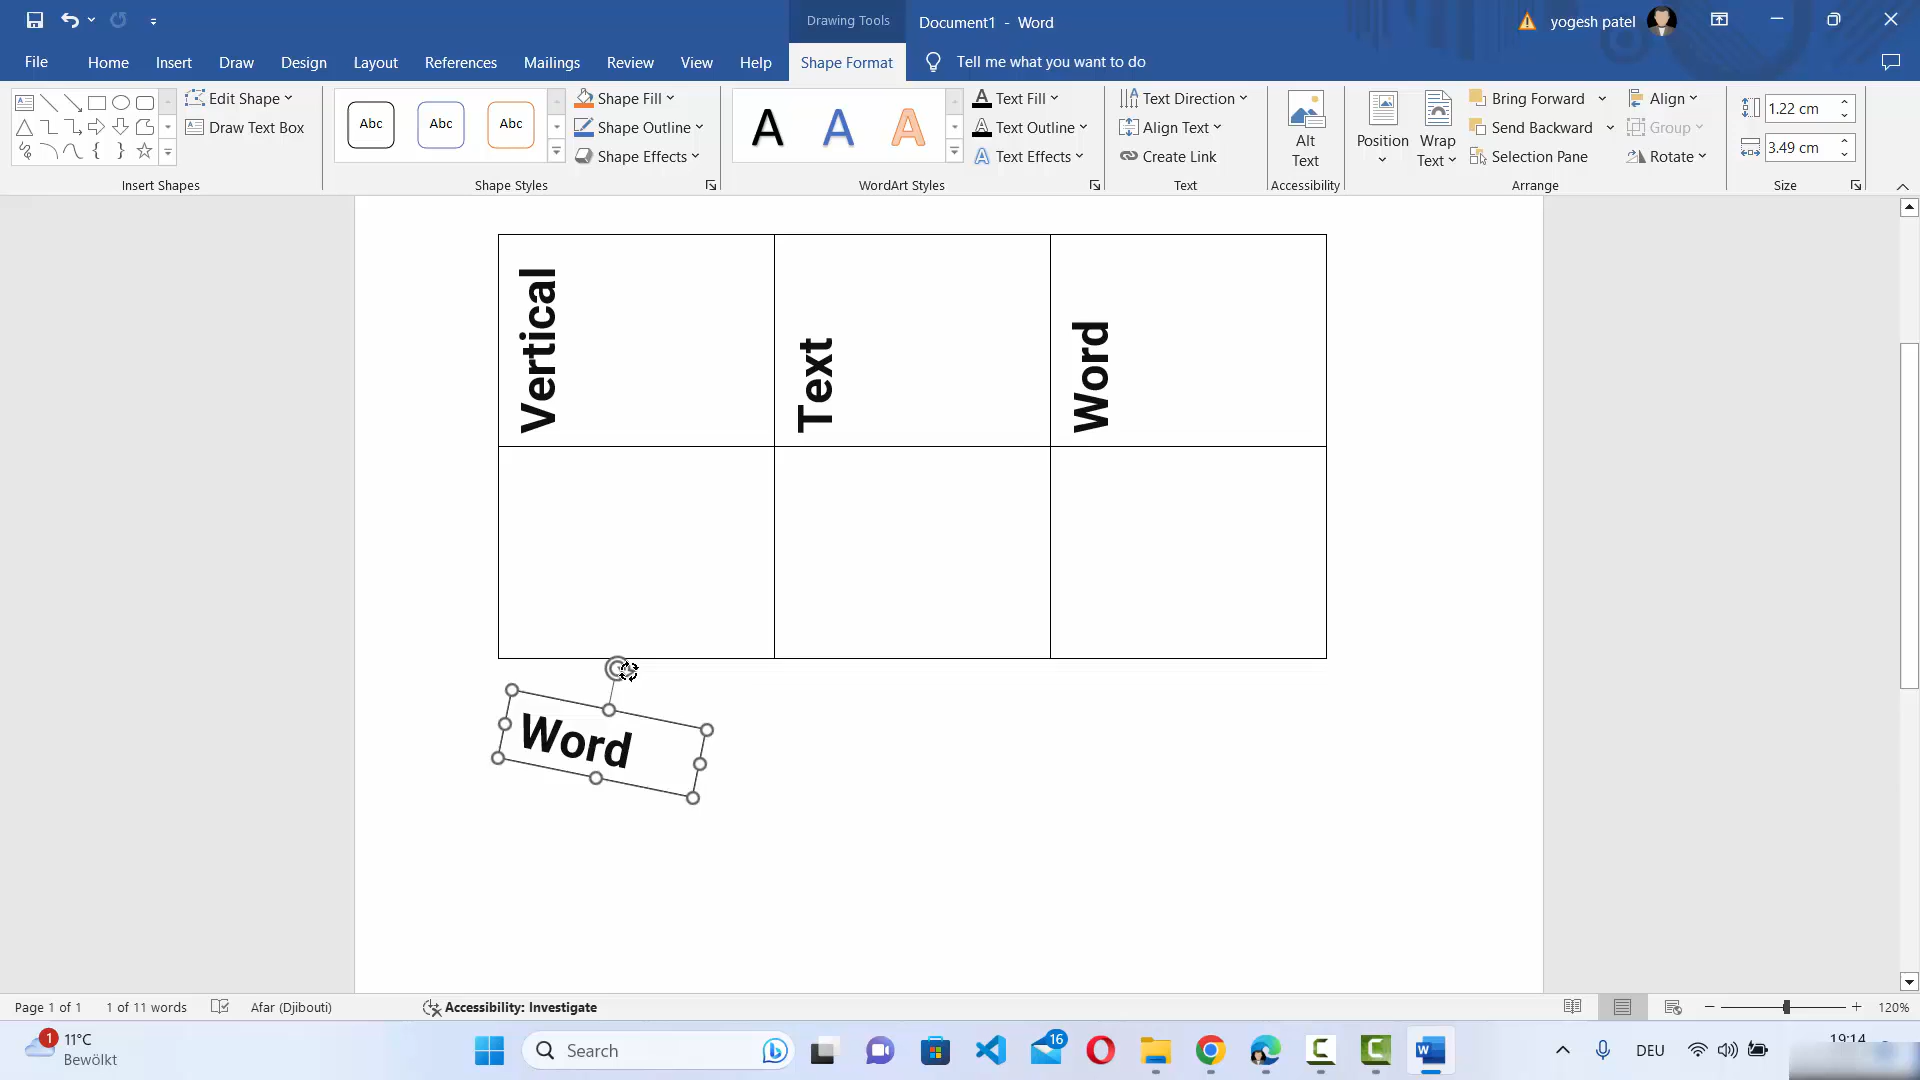 Drawing Tools
Document1 - Word
yogesh patel
File Home Insert Draw Design Layout References Mailings Review View Help Shape Format Tell me what you want to do
Edit Shape
Draw Text Box
Insert Shapes
Abc Abc Abc
Shape Fill
Shape Outline
Shape Effects
Shape Styles
A A A
Text Fill
Text Outline
Text Effects
WordArt Styles
Text Direction
Align Text
Create Link
Text
Alt Text
Accessibility
Position
Wrap Text
Bring Forward
Send Backward
Selection Pane
Align
Group
Rotate
Arrange
1.22 cm
3.49 cm
Size
Vertical
Text
Word
Word
Page 1 of 1 1 of 11 words Afar (Djibouti) Accessibility: Investigate 120%
1
11°C
Bewölkt
Search
16
DEU
19:14